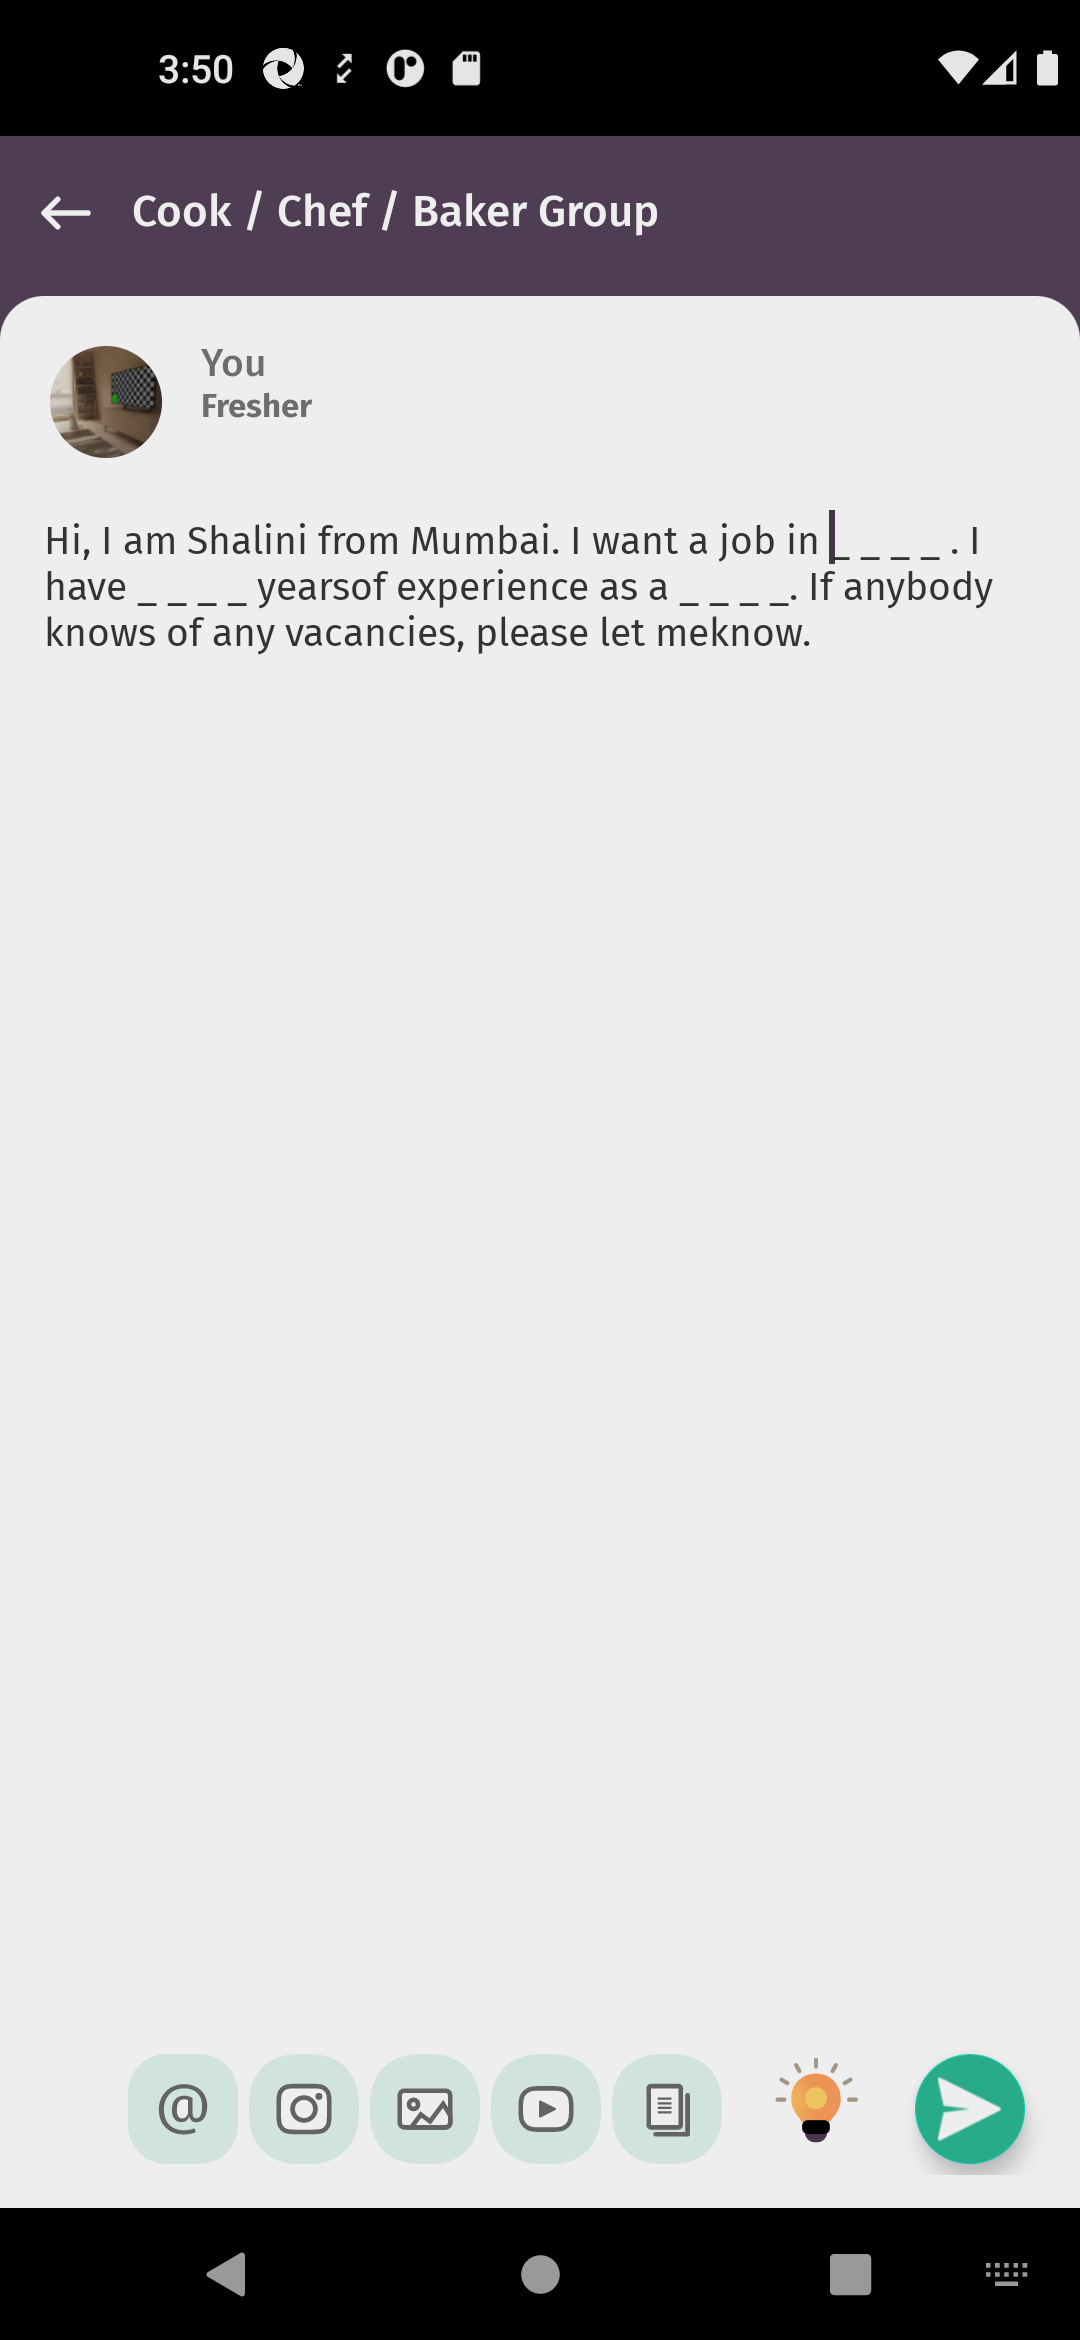 3:50
Cook / Chef / Baker Group
You
Fresher
Hi, I am Shalini from Mumbai. I want a job in _ _ _ _ . I
have _ _ _ _ yearsof experience as a _ _ _ _. If anybody
knows of any vacancies, please let meknow.
@